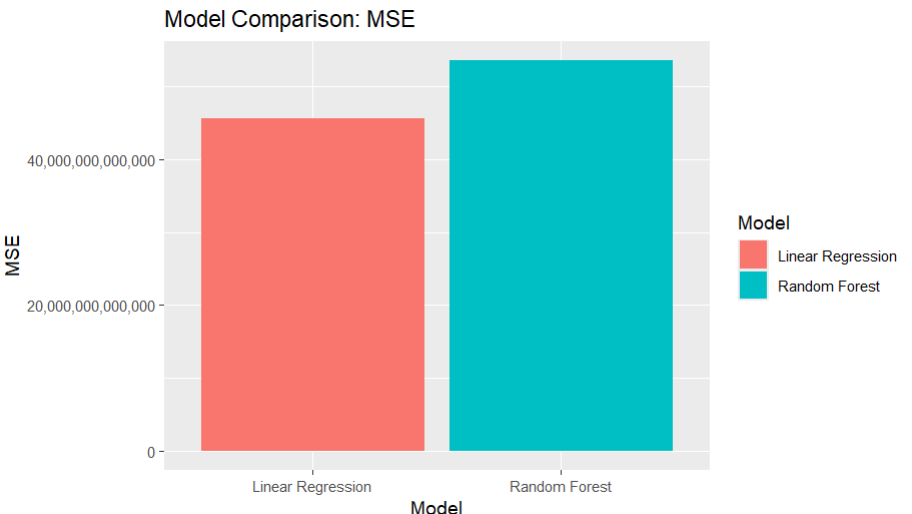 Model Comparison: MSE
40,000,000,000,000
20,000,000,000,000
0
MSE
Linear Regression
Random Forest
Model
Model
Linear Regression
Random Forest